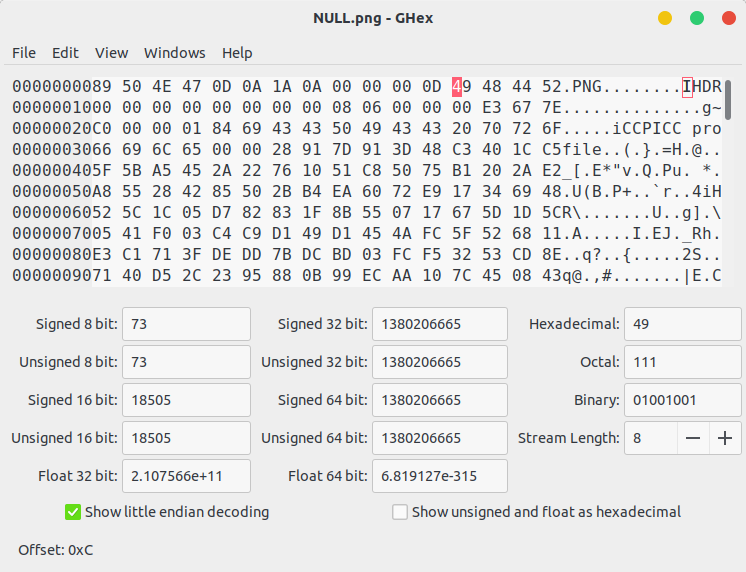 NULL.png - GHex
File Edit View Windows Help
0000000089 50 4E 47 0D 0A 1A 0A 00 00 00 0D 49 48 44 52.PNG........IHDR
0000001000 00 00 00 00 00 00 00 08 06 00 00 00 E3 67 7E..............g~
00000020C0 00 00 01 84 69 43 43 50 49 43 43 20 70 72 6F.....iCCPICC pro
0000003066 69 6C 65 00 00 28 91 7D 91 3D 48 C3 40 1C C5file..(.}.=H.@..
000000405F 5B A5 45 2A 22 76 10 51 C8 50 75 B1 20 2A E2_[.E*"v.Q.Pu. *.
00000050A8 55 28 42 85 50 2B B4 EA 60 72 E9 17 34 69 48.U(B.P+..`r..4iH
0000006052 5C 1C 05 D7 82 83 1F 8B 55 07 17 67 5D 1D 5CR\.......U..g].\
0000007005 41 F0 03 C4 C9 D1 49 D1 45 4A FC 5F 52 68 11.A.....I.EJ._Rh.
00000080E3 C1 71 3F DE DD 7B DC BD 03 FC F5 32 53 CD 8E..q?..{.....2S..
0000009071 40 D5 2C 23 95 88 0B 99 EC AA 10 7C 45 08 43q@.,#.......|E.C
Signed 8 bit: 73 Signed 32 bit: 1380206665 Hexadecimal: 49
Unsigned 8 bit: 73 Unsigned 32 bit: 1380206665 Octal: 111
Signed 16 bit: 18505 Signed 64 bit: 1380206665 Binary: 01001001
Unsigned 16 bit: 18505 Unsigned 64 bit: 1380206665 Stream Length: 8
Float 32 bit: 2.107566e+11 Float 64 bit: 6.819127e-315
Show little endian decoding Show unsigned and float as hexadecimal
Offset: 0xC